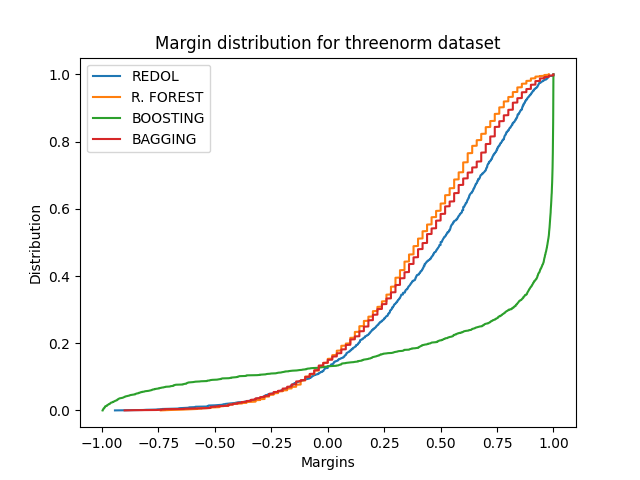 Margin distribution for threenorm dataset
REDOL
R. FOREST
BOOSTING
BAGGING
1.0
0.8
0.6
0.4
0.2
0.0
Distribution
−1.00 −0.75 −0.50 −0.25 0.00 0.25 0.50 0.75 1.00
Margins